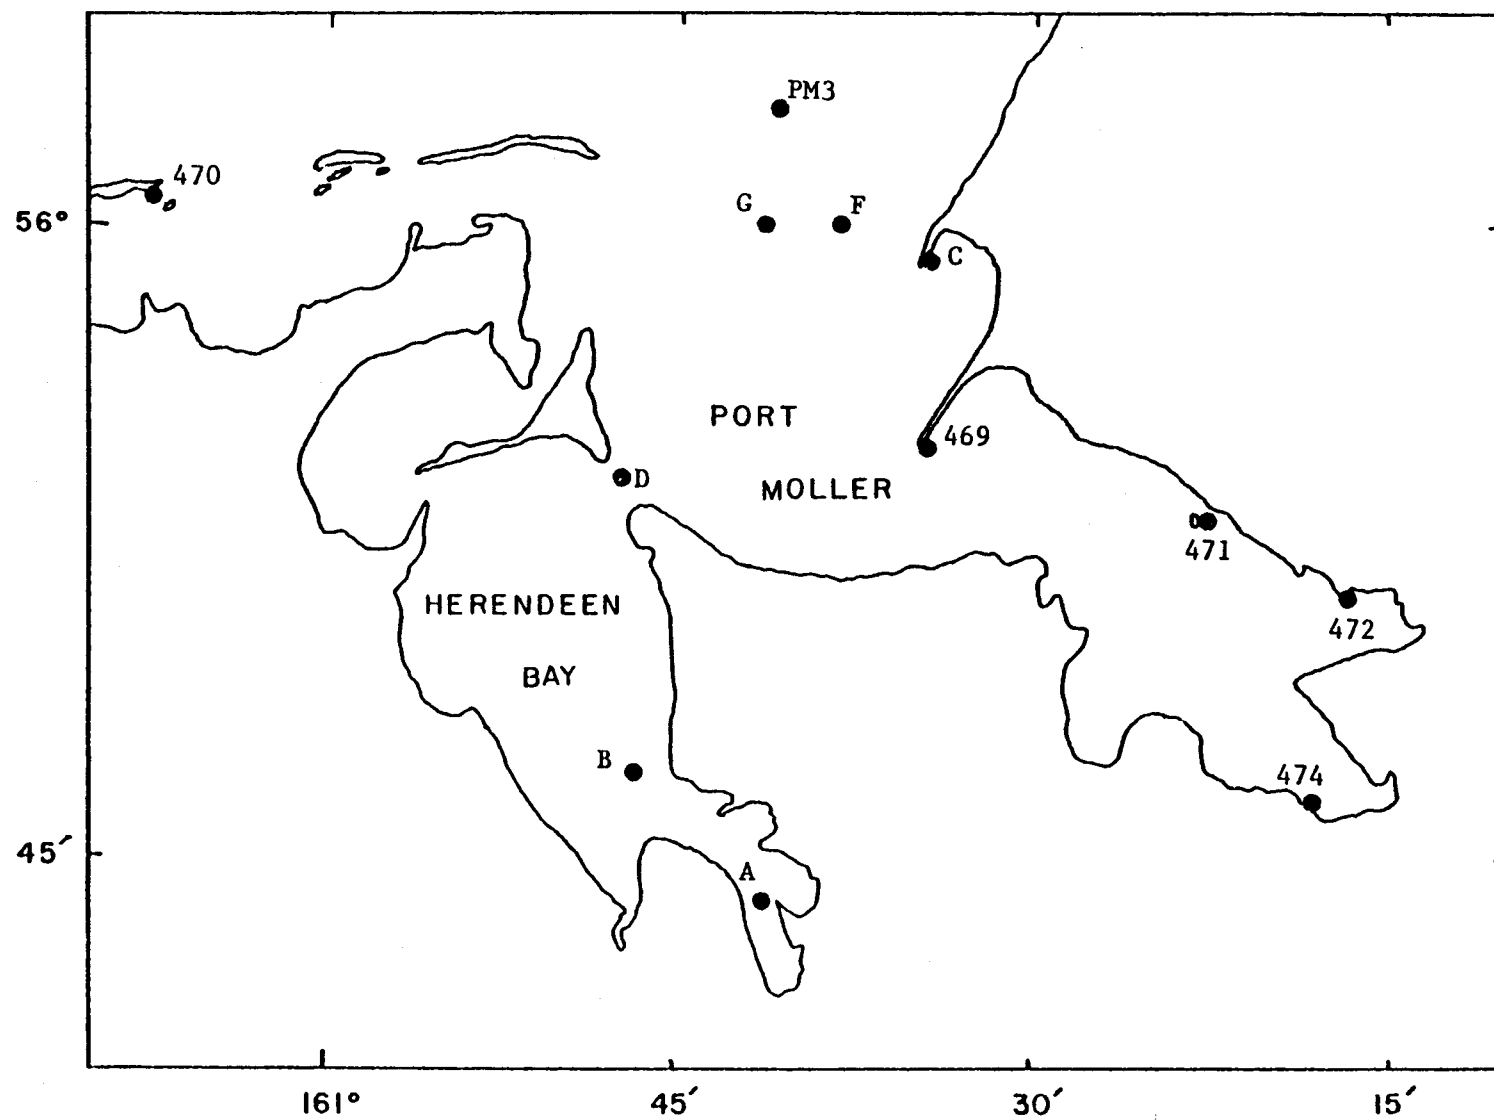 PM3
470
56°
G
F
C
PORT
469
MOLLER
D
471
HERENDEEN
472
BAY
B
474
45′
A
161°
45′
30′
15′